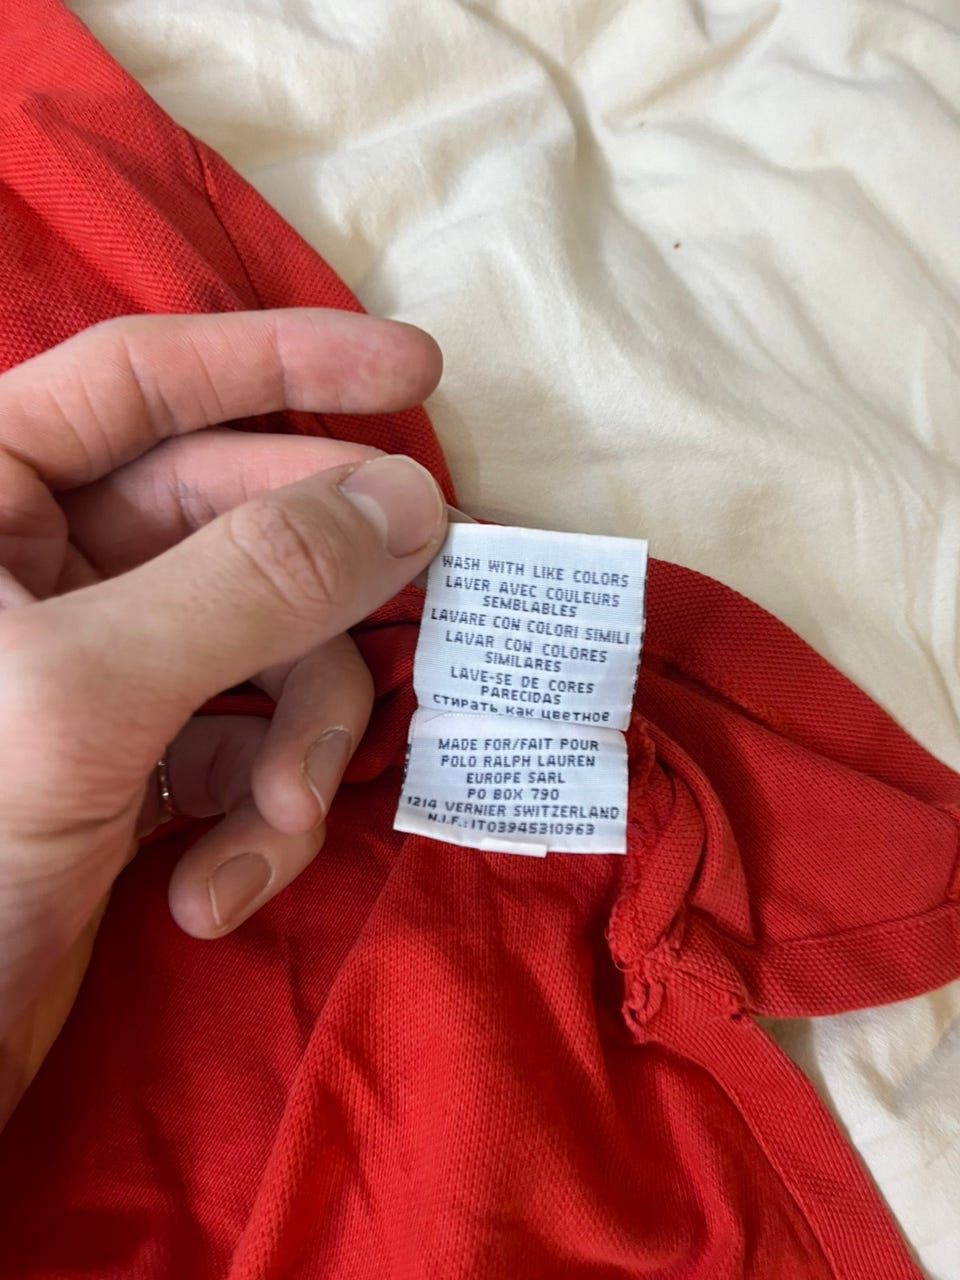 WASH WITH LIKE COLORS
LAVER AVEC COULEURS
SEMBLABLES
LAVARE CON COLORI SIMILI
LAVAR CON COLORES
SIMILARES
LAVE-SE DE CORES
PARECIDAS
стирать как цветное
MADE FOR/FAIT POUR
POLO RALPH LAUREN
EUROPE SARL
PO BOX 790
1214 VERNIER SWITZERLAND
N.I.F.:IT03945310963